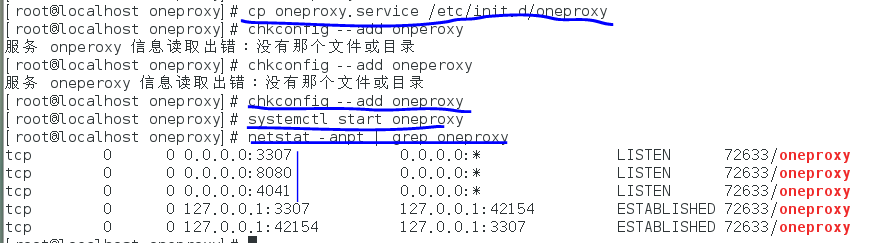 [root@localhost oneproxy]# cp oneproxy.service /etc/init.d/oneproxy
[root@localhost oneproxy]# chkconfig --add onperoxy
服务 onperoxy 信息读取出错：没有那个文件或目录
[root@localhost oneproxy]# chkconfig --add oneperoxy
服务 oneperoxy 信息读取出错：没有那个文件或目录
[root@localhost oneproxy]# chkconfig --add oneproxy
[root@localhost oneproxy]# systemctl start oneproxy
[root@localhost oneproxy]# netstat -anpt | grep oneproxy
tcp 0 0 0.0.0.0:3307 0.0.0.0:* LISTEN 72633/oneproxy
tcp 0 0 0.0.0.0:8080 0.0.0.0:* LISTEN 72633/oneproxy
tcp 0 0 0.0.0.0:4041 0.0.0.0:* LISTEN 72633/oneproxy
tcp 0 0 127.0.0.1:3307 127.0.0.1:42154 ESTABLISHED 72633/oneproxy
tcp 0 0 127.0.0.1:42154 127.0.0.1:3307 ESTABLISHED 72633/oneproxy
[root@localhost oneproxy]#